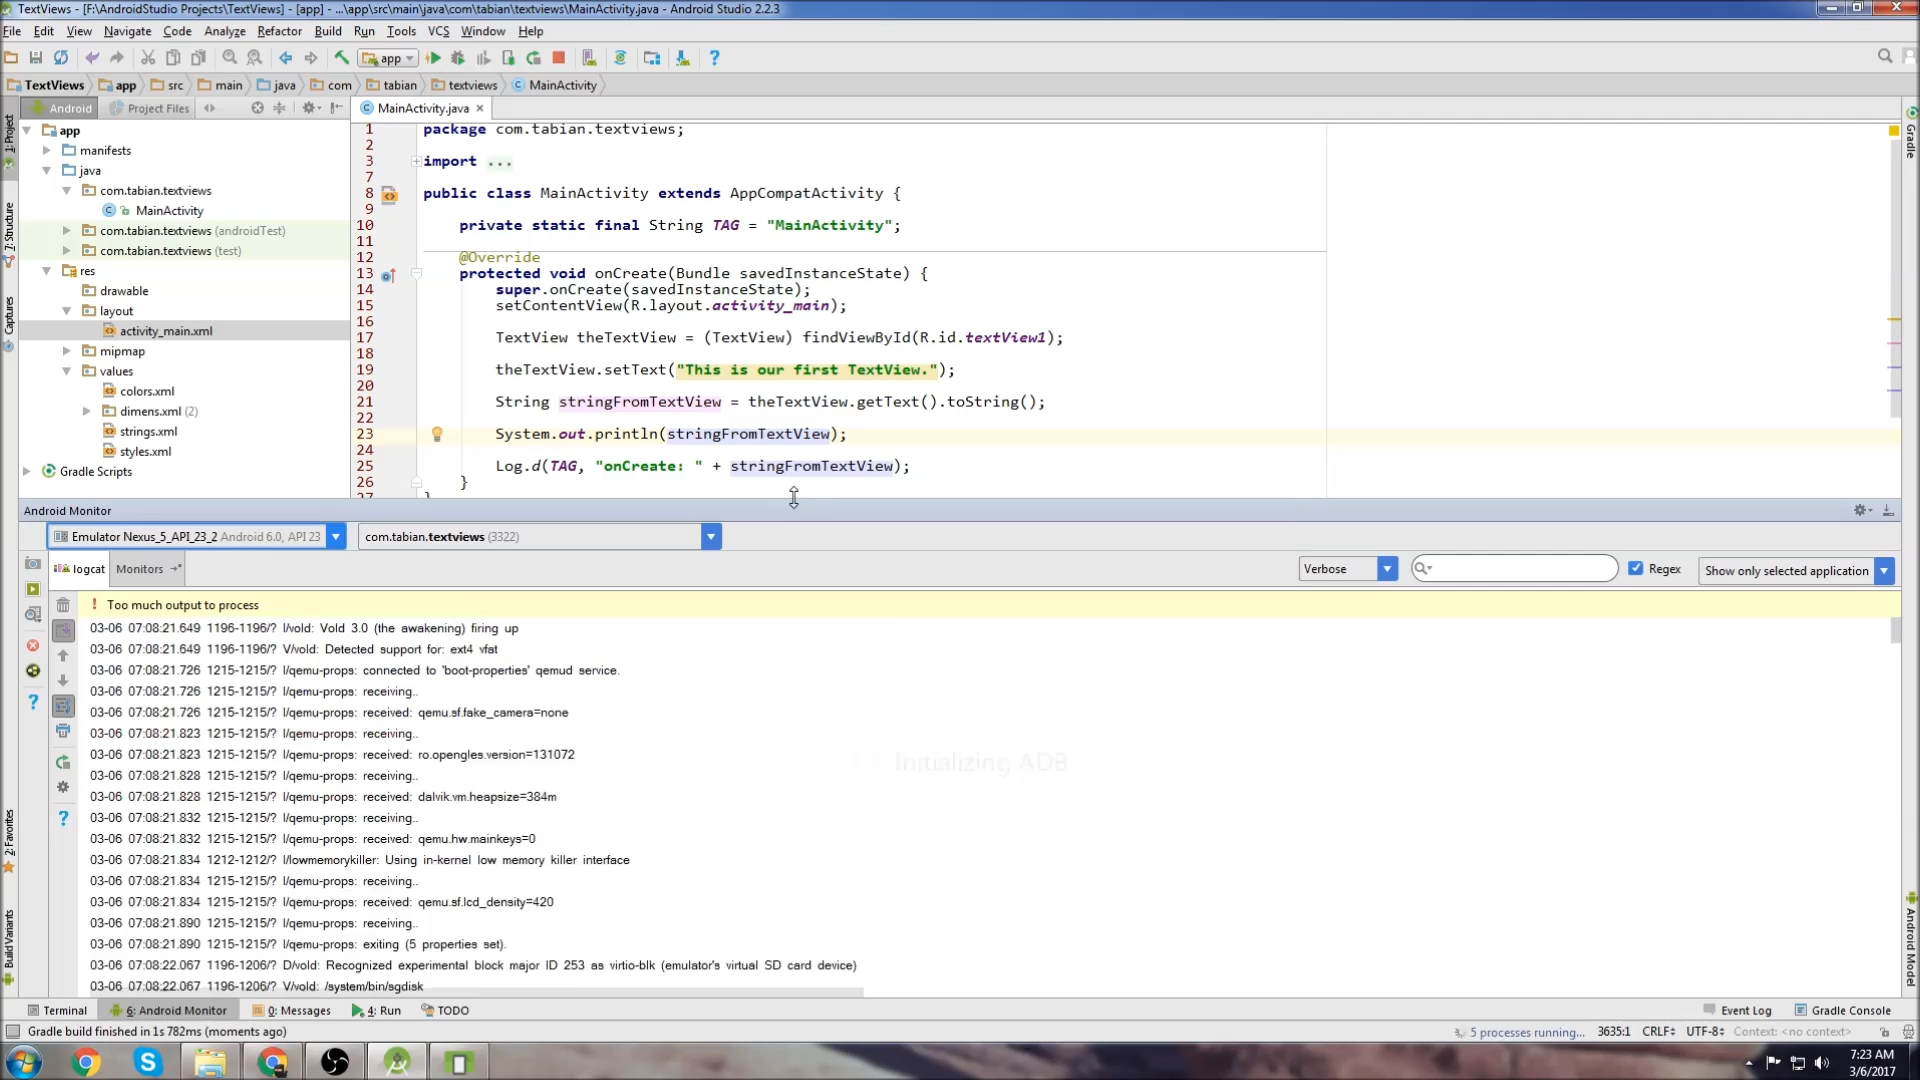 TextViews - [F:\AndroidStudio Projects\TextViews] - [app] - ...\app\src\main\java\com\tabian\textviews\MainActivity.java - Android Studio 2.2.3
File Edit View Navigate Code Analyze Refactor Build Run Tools VCS Window Help
app
TextViews app src main java com tabian textviews MainActivity
Android Project Files
MainActivity.java
1: Project
7: Structure
Captures
2: Favorites
Build Variants
Gradle
Android Model
app
manifests
java
com.tabian.textviews
MainActivity
com.tabian.textviews (androidTest)
com.tabian.textviews (test)
res
drawable
layout
activity_main.xml
mipmap
values
colors.xml
dimens.xml (2)
strings.xml
styles.xml
Gradle Scripts
1 package com.tabian.textviews;
2
3 import ...
7
8 public class MainActivity extends AppCompatActivity {
9
10 private static final String TAG = "MainActivity";
11
12 @Override
13 protected void onCreate(Bundle savedInstanceState) {
14 super.onCreate(savedInstanceState);
15 setContentView(R.layout.activity_main);
16
17 TextView theTextView = (TextView) findViewById(R.id.textView1);
18
19 theTextView.setText("This is our first TextView.");
20
21 String stringFromTextView = theTextView.getText().toString();
22
23 System.out.println(stringFromTextView);
24
25 Log.d(TAG, "onCreate: " + stringFromTextView);
26 }
27 }
Android Monitor
Emulator Nexus_5_API_23_2 Android 6.0, API 23 com.tabian.textviews (3322)
logcat Monitors Verbose Regex Show only selected application
Too much output to process
03-06 07:08:21.649 1196-1196/? I/vold: Vold 3.0 (the awakening) firing up
03-06 07:08:21.649 1196-1196/? V/vold: Detected support for: ext4 vfat
03-06 07:08:21.726 1215-1215/? I/qemu-props: connected to 'boot-properties' qemud service.
03-06 07:08:21.726 1215-1215/? I/qemu-props: receiving..
03-06 07:08:21.726 1215-1215/? I/qemu-props: received: qemu.sf.fake_camera=none
03-06 07:08:21.823 1215-1215/? I/qemu-props: receiving..
03-06 07:08:21.823 1215-1215/? I/qemu-props: received: ro.opengles.version=131072
03-06 07:08:21.828 1215-1215/? I/qemu-props: receiving..
03-06 07:08:21.828 1215-1215/? I/qemu-props: received: dalvik.vm.heapsize=384m
03-06 07:08:21.832 1215-1215/? I/qemu-props: receiving..
03-06 07:08:21.832 1215-1215/? I/qemu-props: received: qemu.hw.mainkeys=0
03-06 07:08:21.834 1212-1212/? I/lowmemorykiller: Using in-kernel low memory killer interface
03-06 07:08:21.834 1215-1215/? I/qemu-props: receiving..
03-06 07:08:21.834 1215-1215/? I/qemu-props: received: qemu.sf.lcd_density=420
03-06 07:08:21.890 1215-1215/? I/qemu-props: receiving..
03-06 07:08:21.890 1215-1215/? I/qemu-props: exiting (5 properties set).
03-06 07:08:22.067 1196-1206/? D/vold: Recognized experimental block major ID 253 as virtio-blk (emulator's virtual SD card device)
03-06 07:08:22.067 1196-1206/? V/vold: /system/bin/sgdisk
Initializing ADB
Terminal 6: Android Monitor 0: Messages 4: Run TODO Event Log Gradle Console
Gradle build finished in 1s 782ms (moments ago) 5 processes running... 3635:1 CRLF UTF-8 Context: <no context>
7:23 AM
3/6/2017